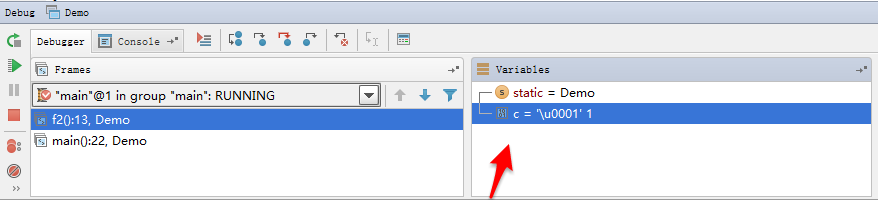 Debug Demo
Debugger Console
Frames
"main"@1 in group "main": RUNNING
f2():13, Demo
main():22, Demo
Variables
static = Demo
c = '\u0001' 1